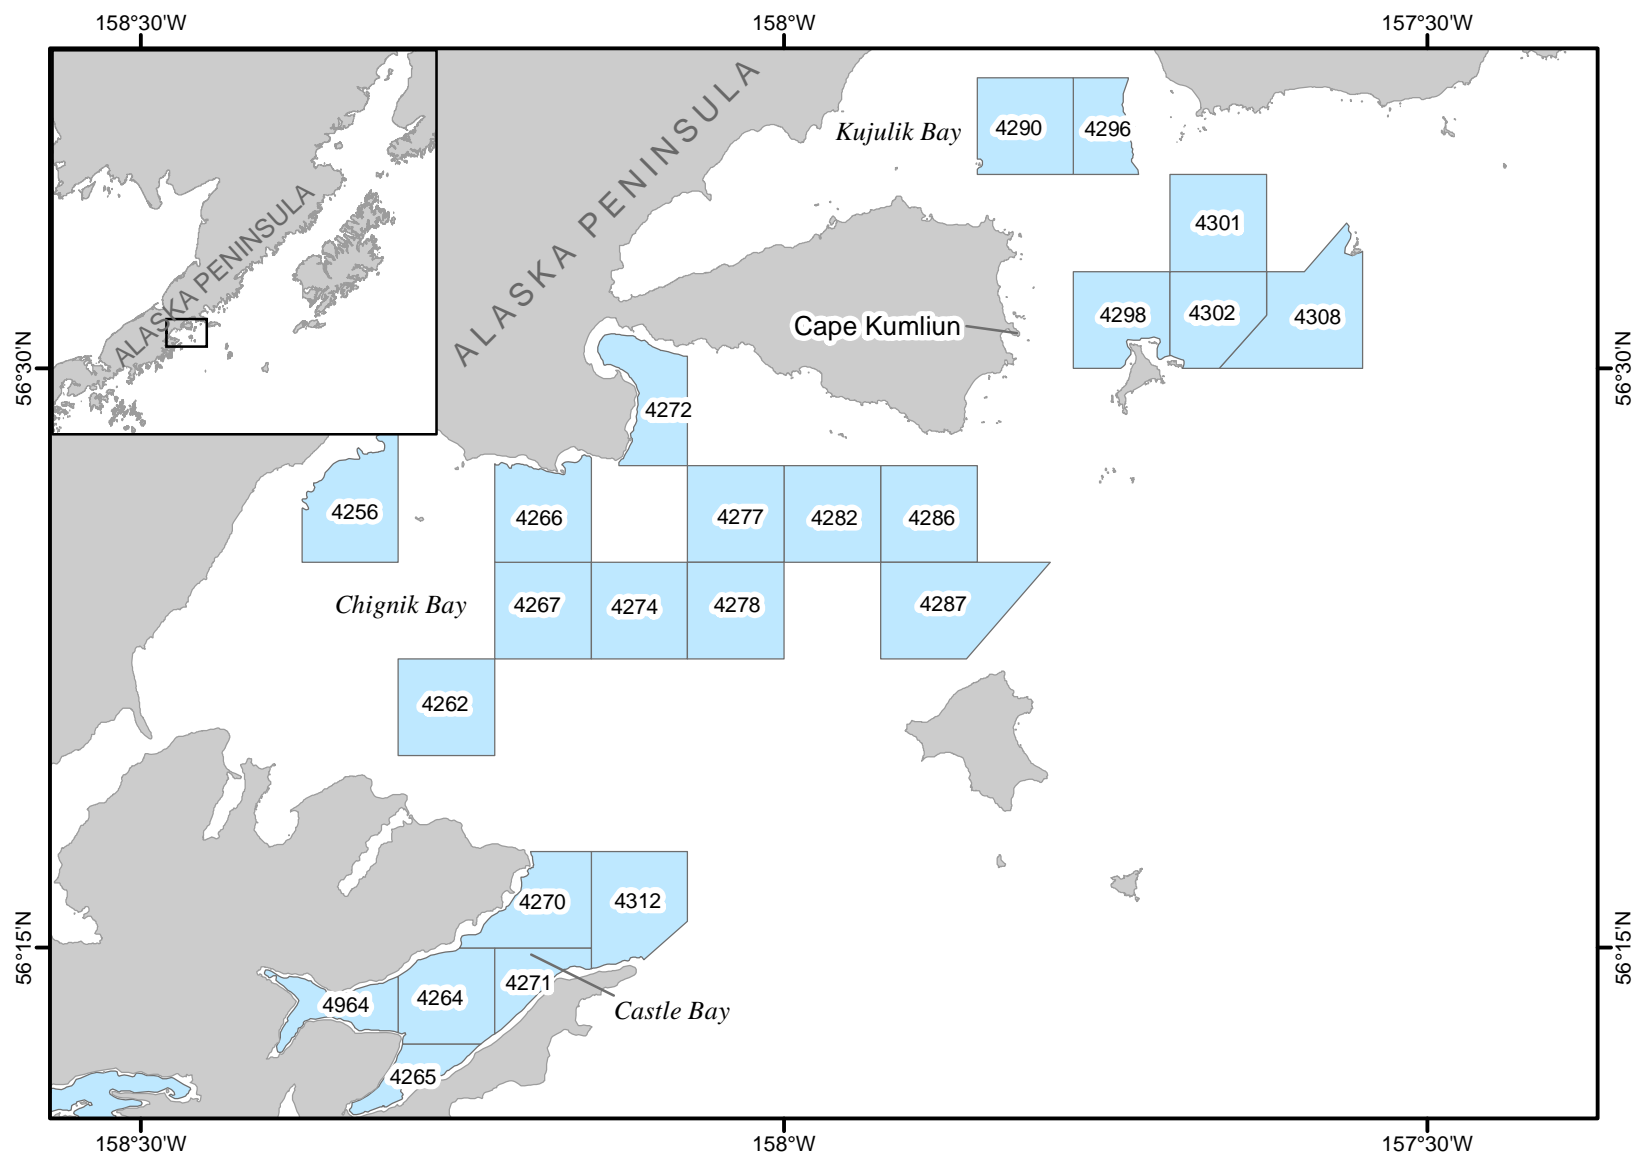 158°30'W
158°W
157°30'W
ALASKA PENINSULA
ALASKA PENINSULA
Kujulik Bay
4290
4296
4301
4298
4302
4308
Cape Kumliun
56°30'N
56°30'N
4272
4256
4266
4277
4282
4286
Chignik Bay
4267
4274
4278
4287
4262
4270
4312
56°15'N
56°15'N
4271
4964
4264
Castle Bay
4265
158°30'W
158°W
157°30'W